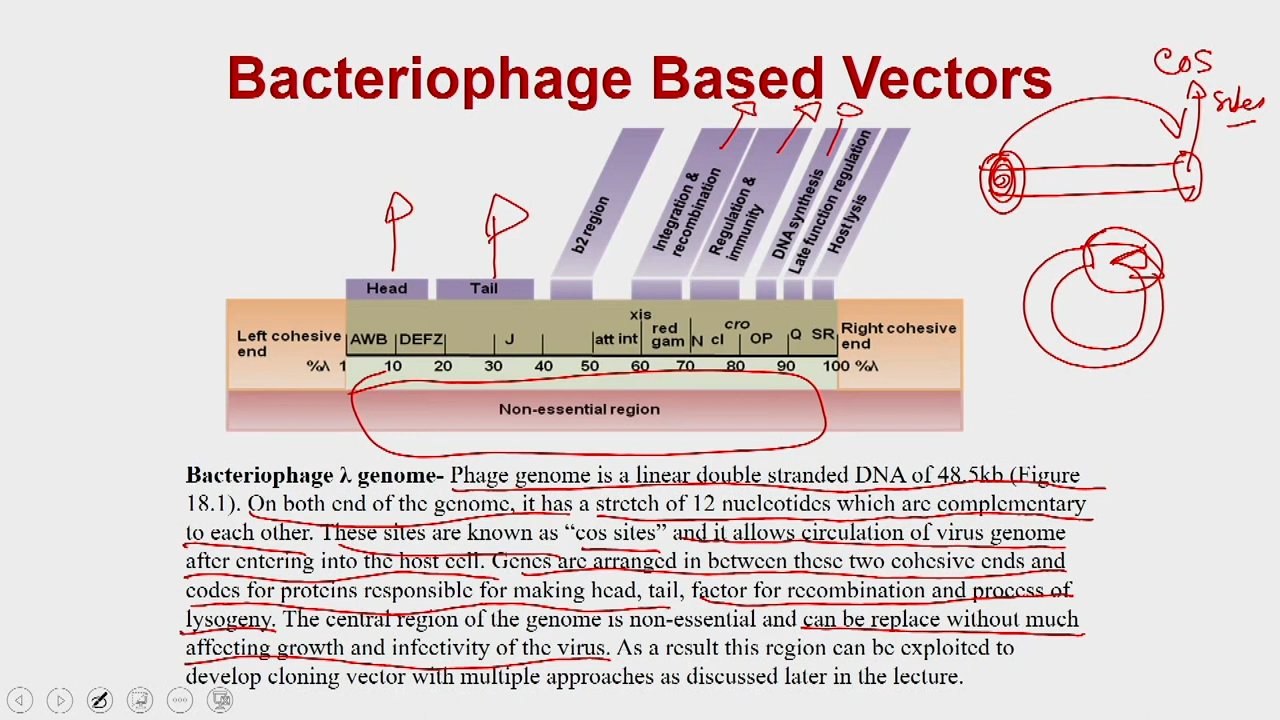 Bacteriophage Based Vectors
cos
sites
b2 region
Integration &
recombination
Regulation &
immunity
DNA synthesis
Late function regulation
Host lysis
Head
Tail
Left cohesive
end
xis
AWB DEFZ J att int red
gam N cI cro OP Q SR
Right cohesive
end
%λ 1 10 20 30 40 50 60 70 80 90 100 %λ
Non-essential region
Bacteriophage λ genome- Phage genome is a linear double stranded DNA of 48.5kb (Figure
18.1). On both end of the genome, it has a stretch of 12 nucleotides which are complementary
to each other. These sites are known as “cos sites” and it allows circulation of virus genome
after entering into the host cell. Genes are arranged in between these two cohesive ends and
codes for proteins responsible for making head, tail, factor for recombination and process of
lysogeny. The central region of the genome is non-essential and can be replace without much
affecting growth and infectivity of the virus. As a result this region can be exploited to
develop cloning vector with multiple approaches as discussed later in the lecture.